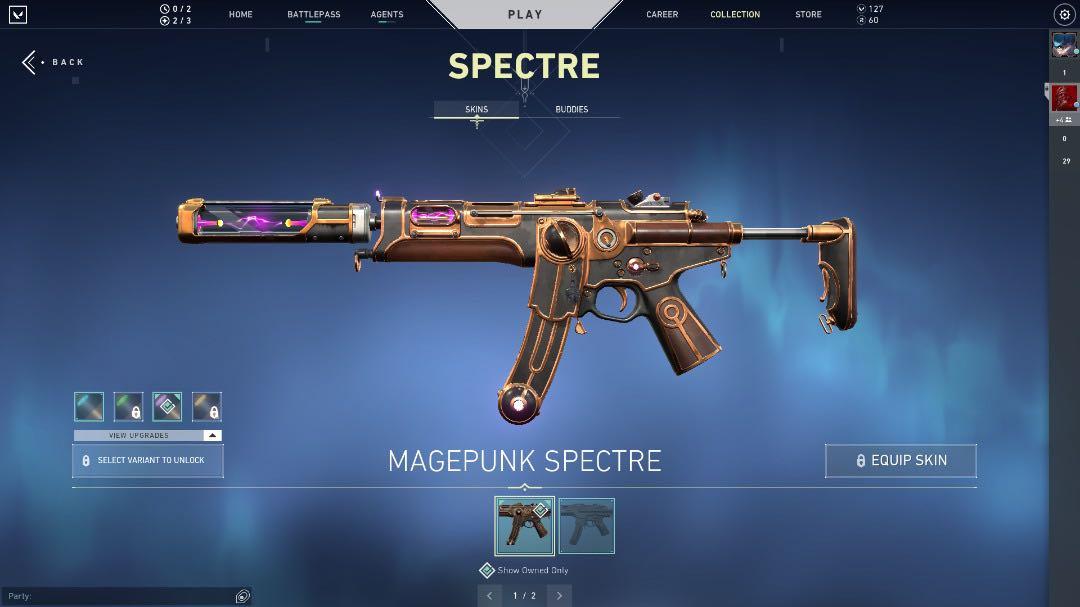 0 / 2
2 / 3
HOME
BATTLEPASS
AGENTS
PLAY
CAREER
COLLECTION
STORE
127
60
BACK
SPECTRE
SKINS
BUDDIES
1
+4
0
29
VIEW UPGRADES
SELECT VARIANT TO UNLOCK
MAGEPUNK SPECTRE
EQUIP SKIN
Show Owned Only
1 / 2
Party: